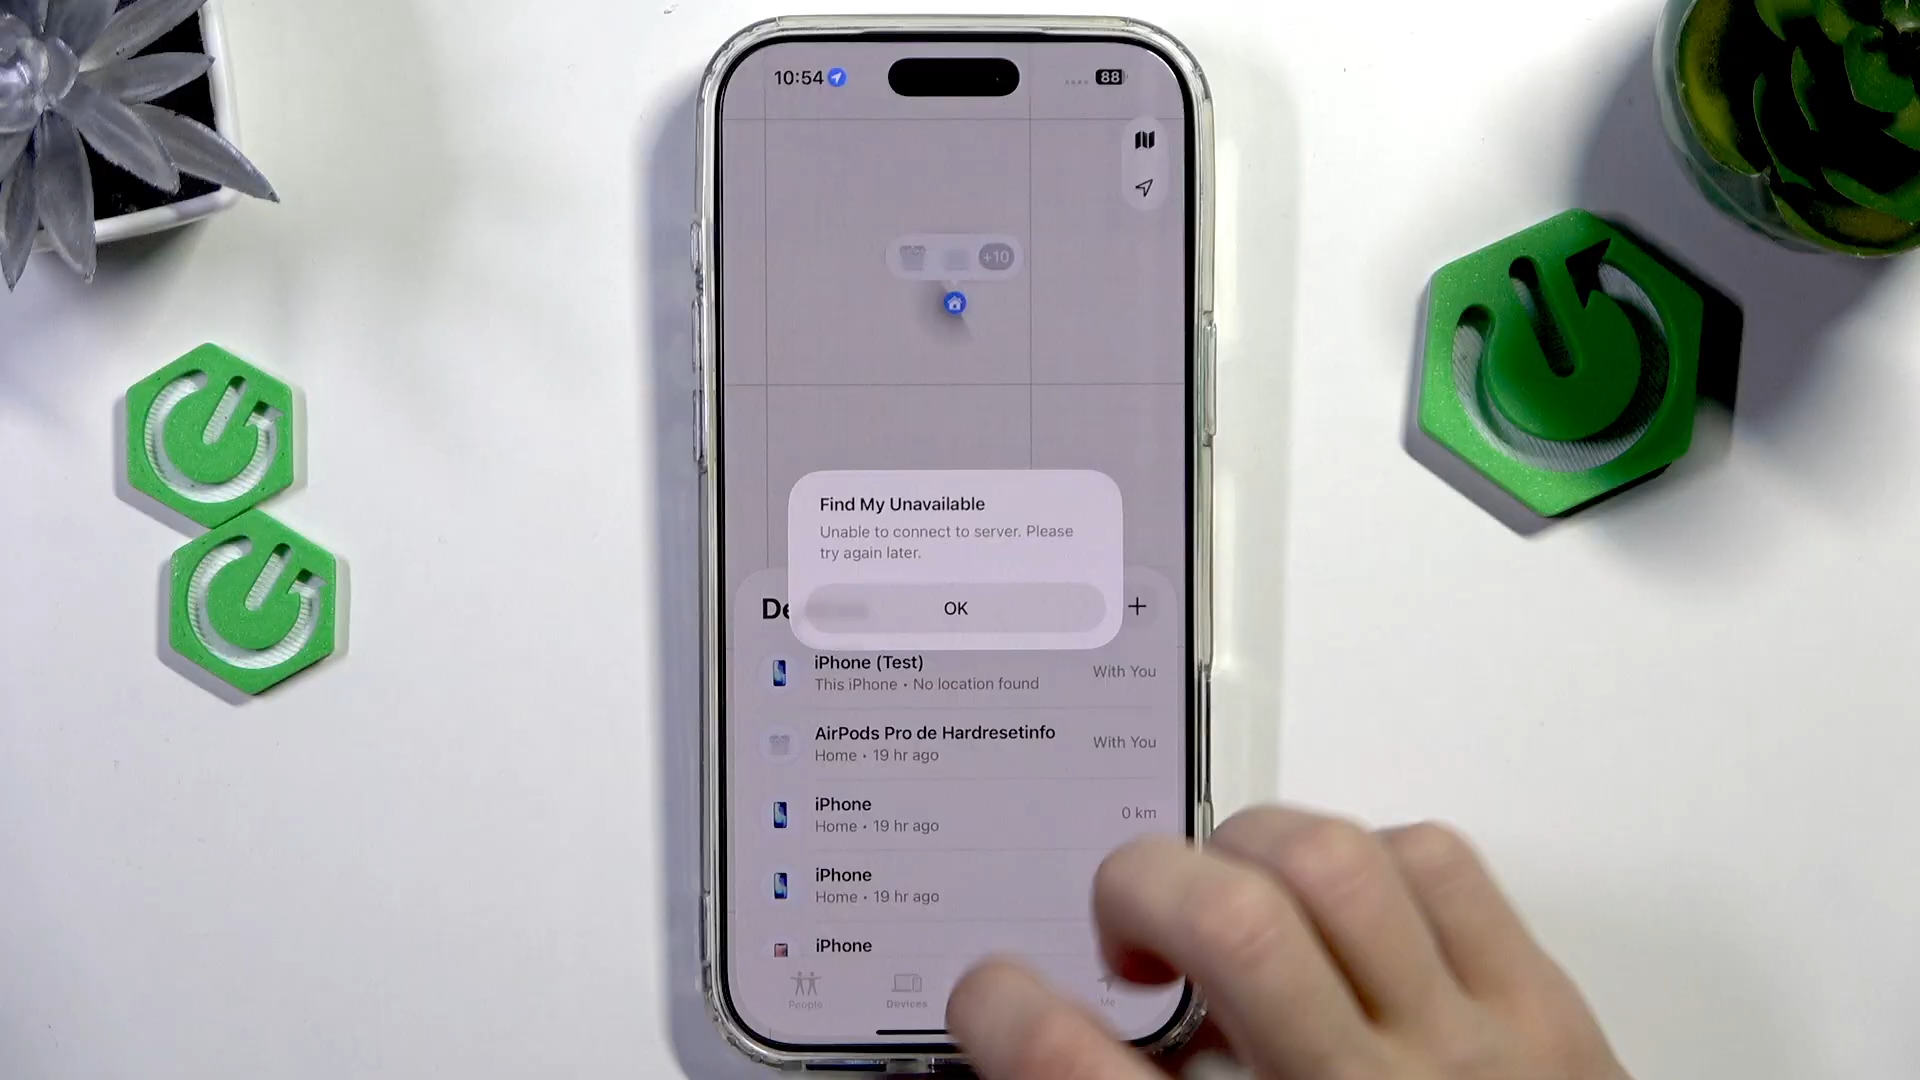 10:54
88
+10
Find My Unavailable
Unable to connect to server. Please
try again later.
OK
De
iPhone (Test)
This iPhone • No location found
With You
AirPods Pro de Hardresetinfo
Home • 19 hr ago
With You
iPhone
Home • 19 hr ago
0 km
iPhone
Home • 19 hr ago
iPhone
People
Devices
Me